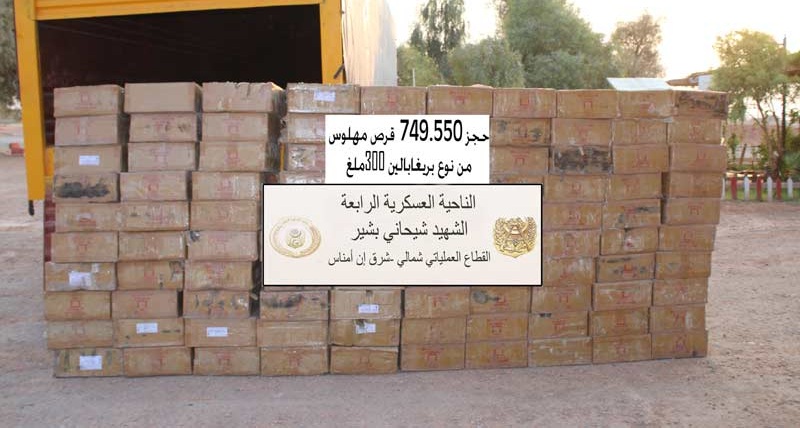 حجز 749.550 قرص مهلوس
من نوع بريغابالين 300ملغ
الناحية العسكرية الرابعة
الشهيد شيحاني بشير
القطاع العملياتي شمالي -شرق إن أمناس